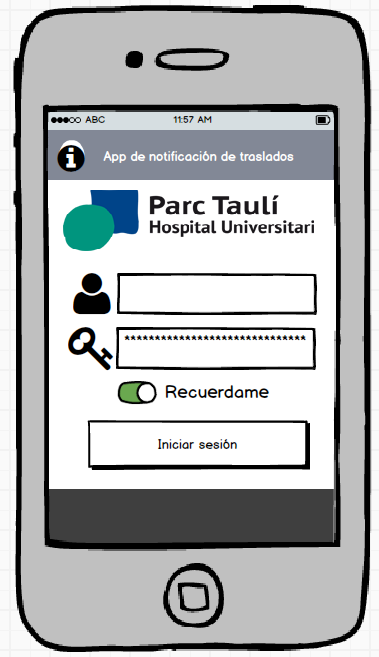 ABC 11:57 AM
App de notificación de traslados
Parc Taulí
Hospital Universitari
******************************
Recuerdame
Iniciar sesión